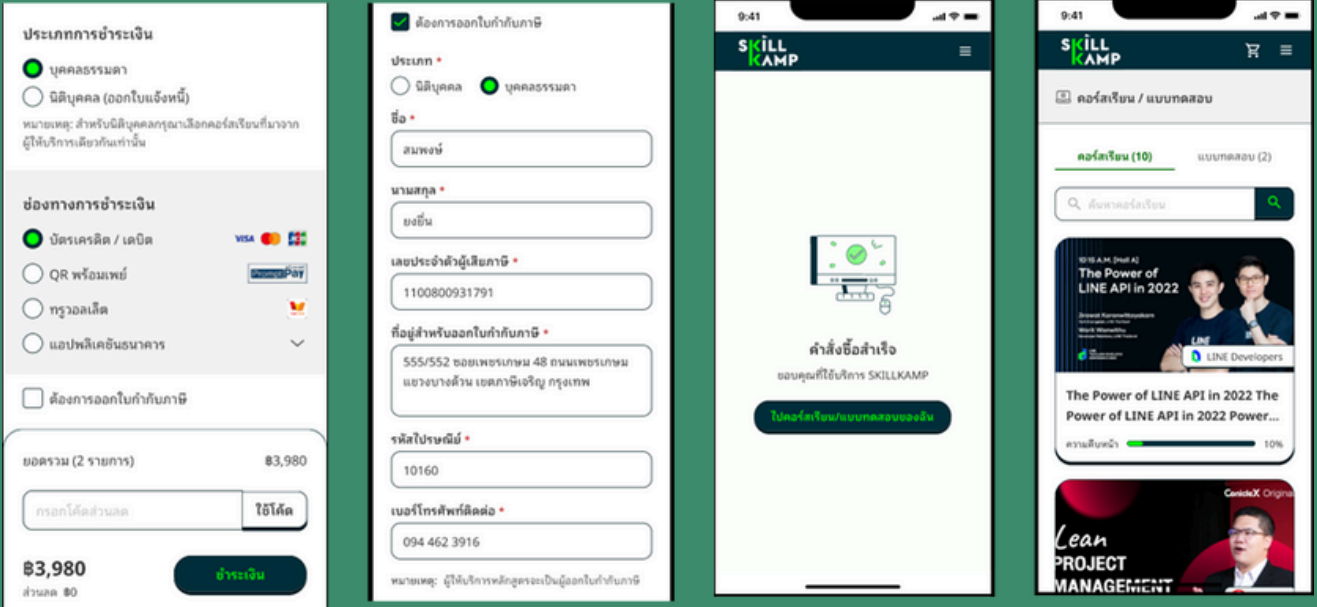 ประเภทการชำระเงิน
บุคคลธรรมดา
นิติบุคคล (ออกใบแจ้งหนี้)
หมายเหตุ: สำหรับนิติบุคคลกรุณาเลือกคอร์สเรียนที่มาจาก
ผู้ให้บริการเดียวกันเท่านั้น
ช่องทางการชำระเงิน
บัตรเครดิต / เดบิต
VISA
JCB
QR พร้อมเพย์
PromptPay
ทรูวอลเล็ต
แอปพลิเคชันธนาคาร
ต้องการออกใบกำกับภาษี
ยอดรวม (2 รายการ)
฿3,980
กรอกโค้ดส่วนลด
ใช้โค้ด
฿3,980
ส่วนลด ฿0
ชำระเงิน
ต้องการออกใบกำกับภาษี
ประเภท *
นิติบุคคล
บุคคลธรรมดา
ชื่อ *
สมพงษ์
นามสกุล *
ยงยื่น
เลขประจำตัวผู้เสียภาษี *
1100800931791
ที่อยู่สำหรับออกใบกำกับภาษี *
555/552 ซอยเพชรเกษม 48 ถนนเพชรเกษม
แขวงบางด้วน เขตภาษีเจริญ กรุงเทพ
รหัสไปรษณีย์ *
10160
เบอร์โทรศัพท์ติดต่อ *
094 462 3916
หมายเหตุ: ผู้ให้บริการหลักสูตรจะเป็นผู้ออกใบกำกับภาษี
9:41
SKILL
KAMP
คำสั่งซื้อสำเร็จ
ขอบคุณที่ใช้บริการ SKILLKAMP
ไปคอร์สเรียน/แบบทดสอบของฉัน
9:41
SKILL
KAMP
คอร์สเรียน / แบบทดสอบ
คอร์สเรียน (10)
แบบทดสอบ (2)
ค้นหาคอร์สเรียน
10:15 A.M. [Hall A]
The Power of
LINE API in 2022
Jirawat Karanwittayakarn
Warit Wanwithu
LINE
LINE Developers
The Power of LINE API in 2022 The
Power of LINE API in 2022 Power...
ความคืบหน้า
10%
ConicleX Original
Lean
PROJECT
MANAGEMENT